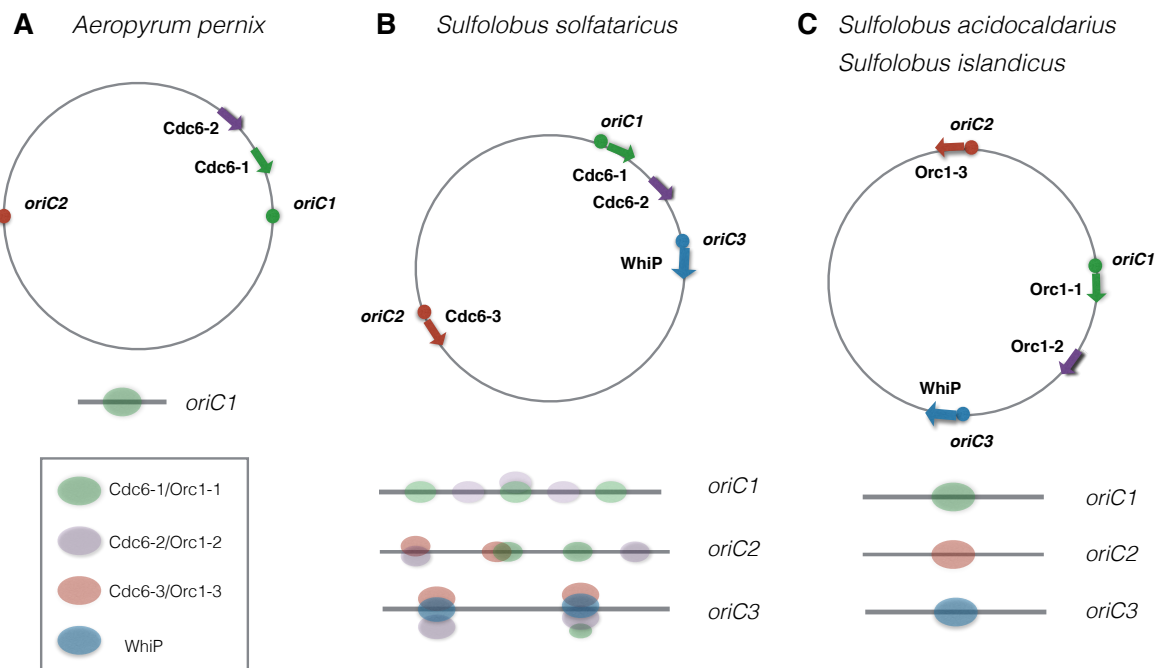 A Aeropyrum pernix
Cdc6-2
Cdc6-1
oriC2
oriC1
oriC1
Cdc6-1/Orc1-1
Cdc6-2/Orc1-2
Cdc6-3/Orc1-3
WhiP
B Sulfolobus solfataricus
oriC1
Cdc6-1
Cdc6-2
oriC3
WhiP
oriC2
Cdc6-3
oriC1
oriC2
oriC3
C Sulfolobus acidocaldarius
Sulfolobus islandicus
oriC2
Orc1-3
oriC1
Orc1-1
Orc1-2
WhiP
oriC3
oriC1
oriC2
oriC3